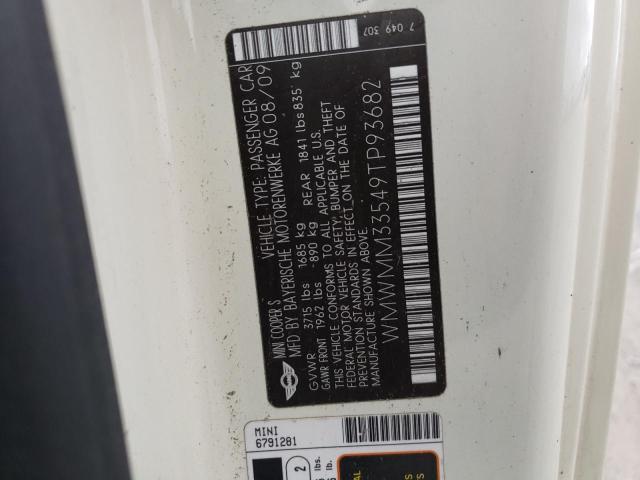 MINI COOPER S VEHICLE TYPE: PASSENGER CAR
MFD BY BAYERISCHE MOTORENWERKE AG 08/09
GVWR 3715 lbs 1685 kg REAR 1841 lbs 835 kg
GAWR FRONT 1962 lbs -890 kg
THIS VEHICLE CONFORMS TO ALL APPLICABLE U.S.
FEDERAL MOTOR VEHICLE SAFETY, BUMPER AND THEFT
PREVENTION STANDARDS IN EFFECT ON THE DATE OF
MANUFACTURE SHOWN ABOVE.
WMWMM33549TP93682
7 049 307
MINI
6791281
2
lbs.
lb.